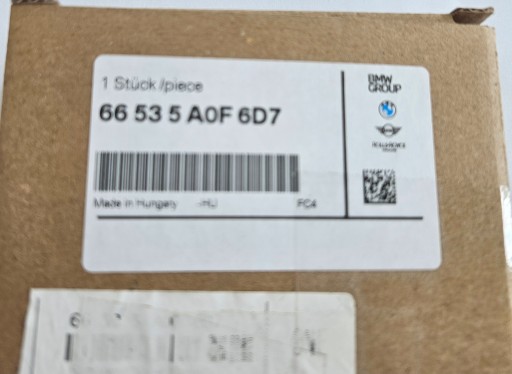 1 Stück /piece
66 53 5 A0F 6D7
Made in Hungary -HU FC4
BMW
GROUP